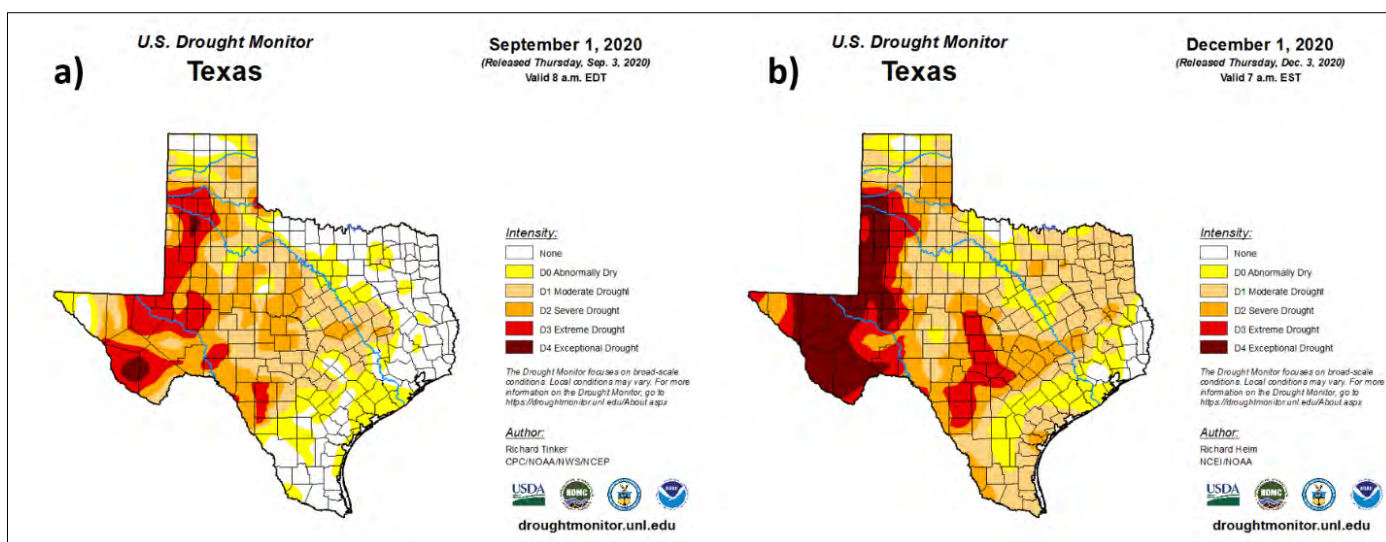 a)
U.S. Drought Monitor
Texas
September 1, 2020
(Released Thursday, Sep. 3, 2020)
Valid 8 a.m. EDT
Intensity:
None
D0 Abnormally Dry
D1 Moderate Drought
D2 Severe Drought
D3 Extreme Drought
D4 Exceptional Drought
The Drought Monitor focuses on broad-scale
conditions. Local conditions may vary. For more
information on the Drought Monitor, go to
https://droughtmonitor.unl.edu/About.aspx
Author:
Richard Tinker
CPC/NOAA/NWS/NCEP
USDA
NDMC
droughtmonitor.unl.edu
b)
U.S. Drought Monitor
Texas
December 1, 2020
(Released Thursday, Dec. 3, 2020)
Valid 7 a.m. EST
Intensity:
None
D0 Abnormally Dry
D1 Moderate Drought
D2 Severe Drought
D3 Extreme Drought
D4 Exceptional Drought
The Drought Monitor focuses on broad-scale
conditions. Local conditions may vary. For more
information on the Drought Monitor, go to
https://droughtmonitor.unl.edu/About.aspx
Author:
Richard Heim
NCEI/NOAA
USDA
NDMC
droughtmonitor.unl.edu